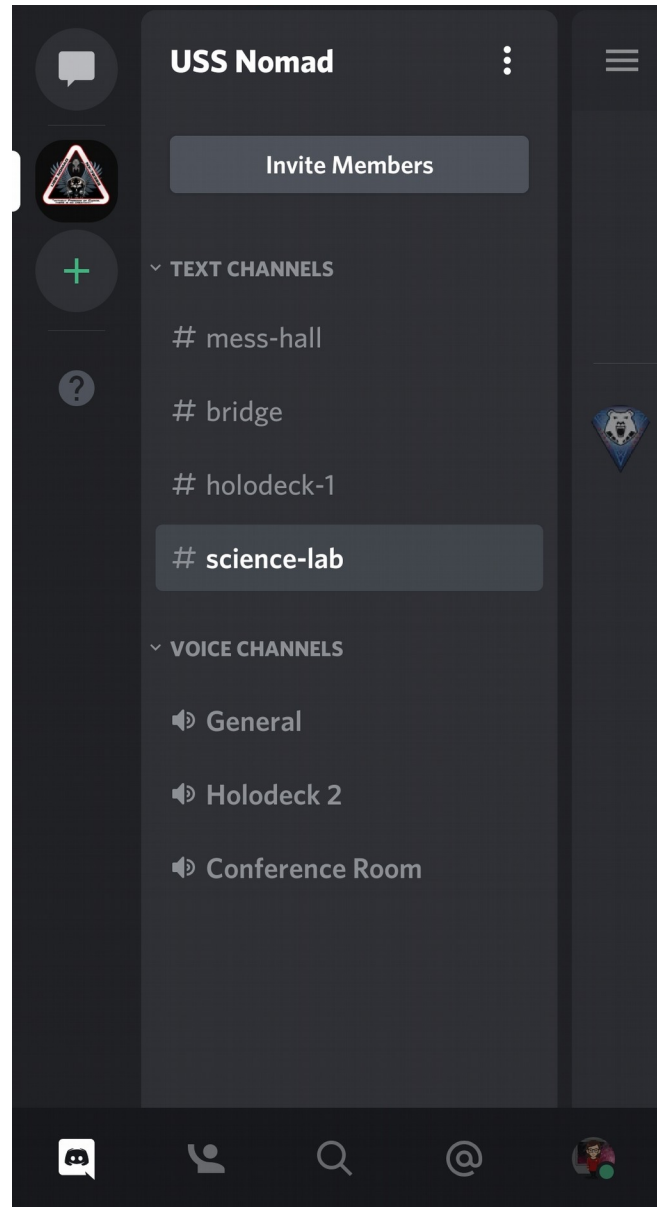 USS Nomad
Invite Members
TEXT CHANNELS
# mess-hall
# bridge
# holodeck-1
# science-lab
VOICE CHANNELS
General
Holodeck 2
Conference Room
@